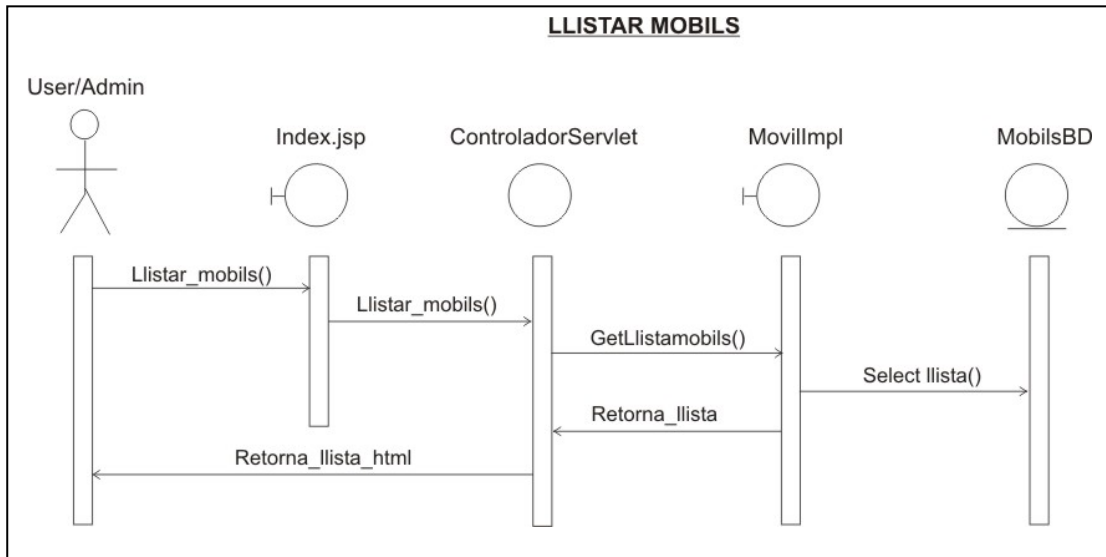 LLISTAR MOBILS
User/Admin
Index.jsp
ControladorServlet
MovilImpl
MobilsBD
Llistar_mobils()
Llistar_mobils()
GetLlistamobils()
Select llista()
Retorna_llista
Retorna_llista_html